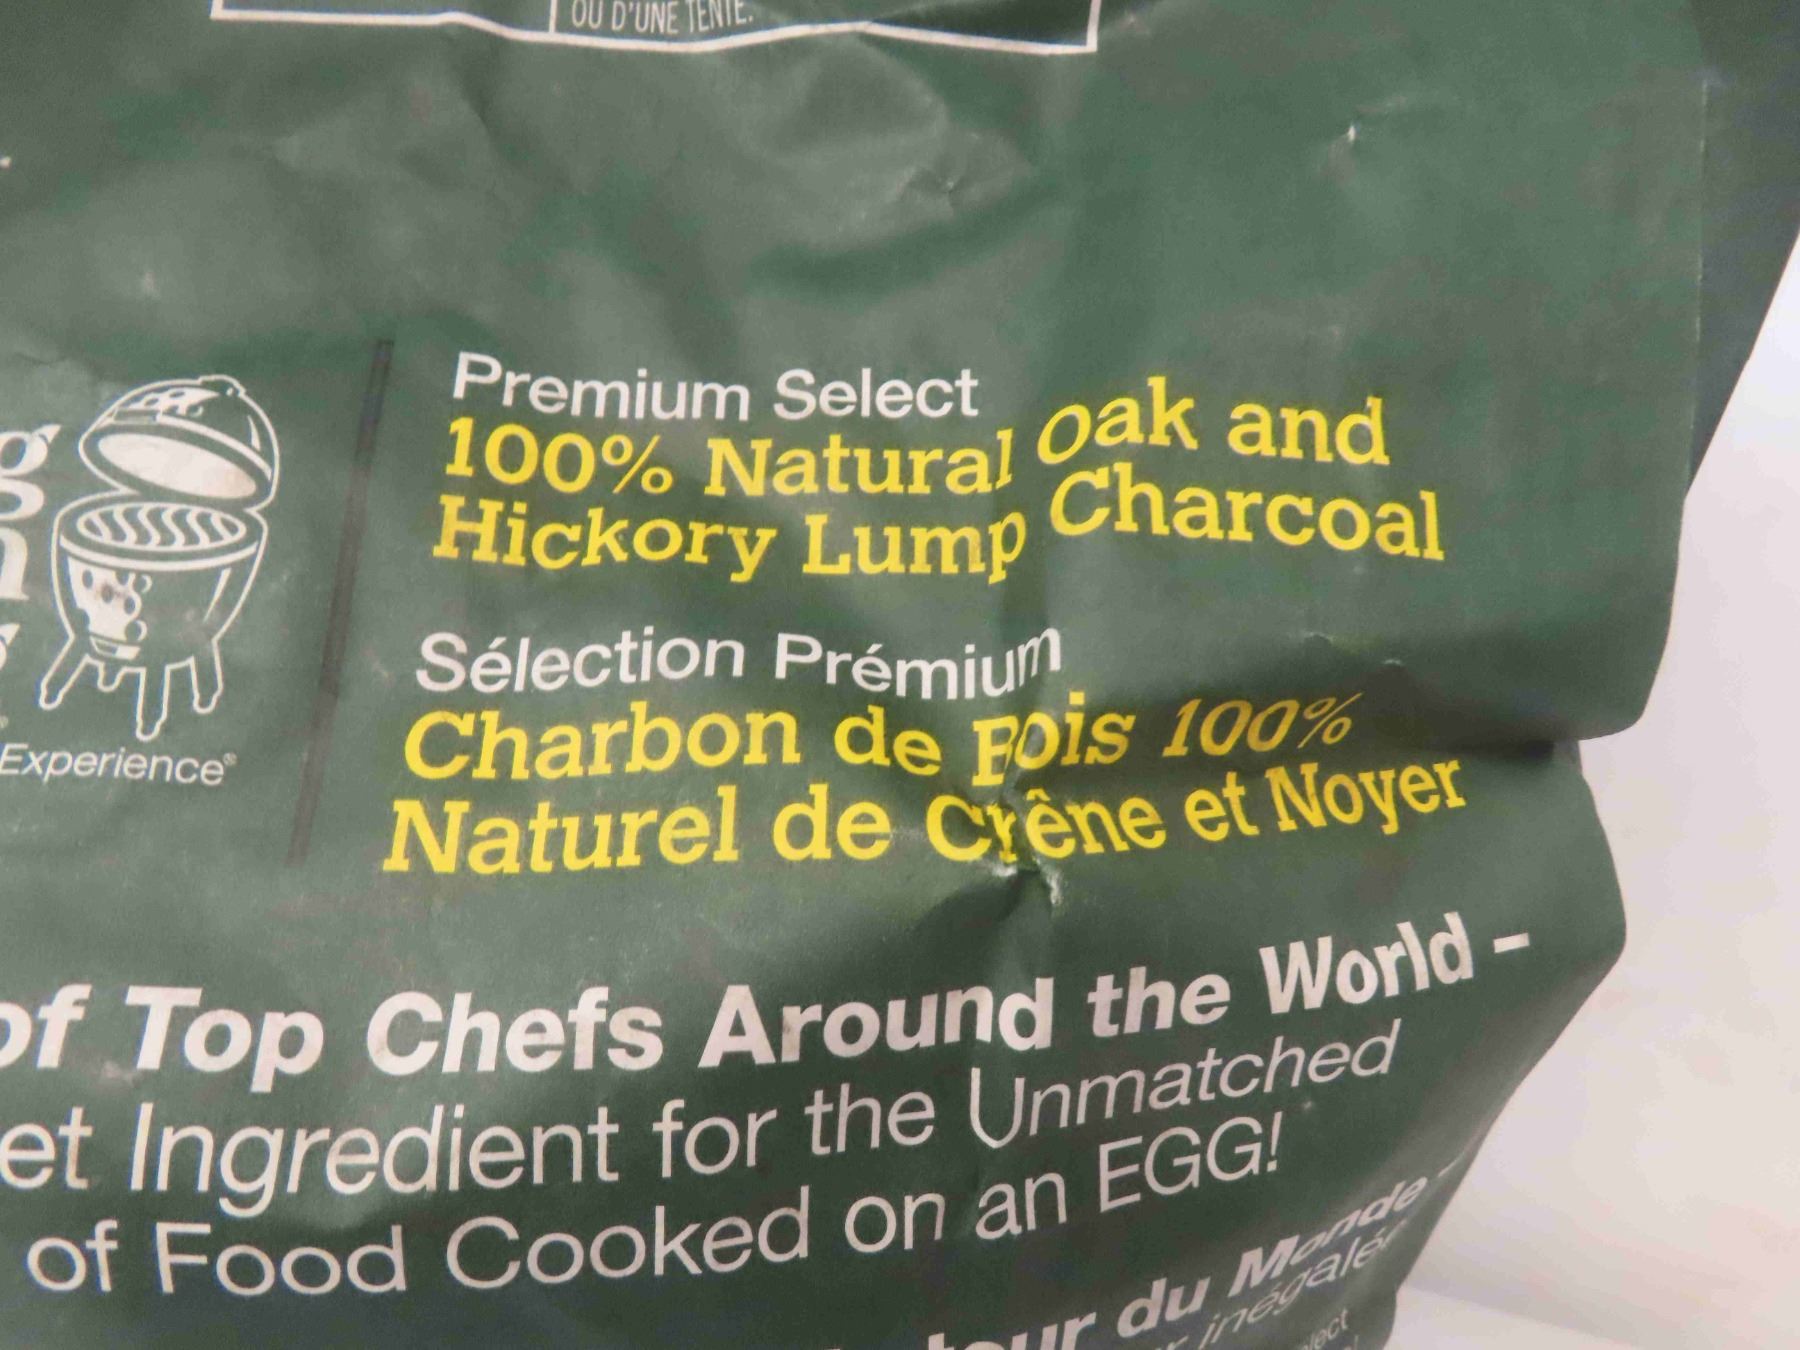 OU D'UNE TENTE.
Experience®
Premium Select
100% Natural Oak and
Hickory Lump Charcoal
Sélection Prémium
Charbon de Bois 100%
Naturel de Crêne et Noyer
of Top Chefs Around the World -
et Ingredient for the Unmatched
of Food Cooked on an EGG!
tour du Monde -
inégalée